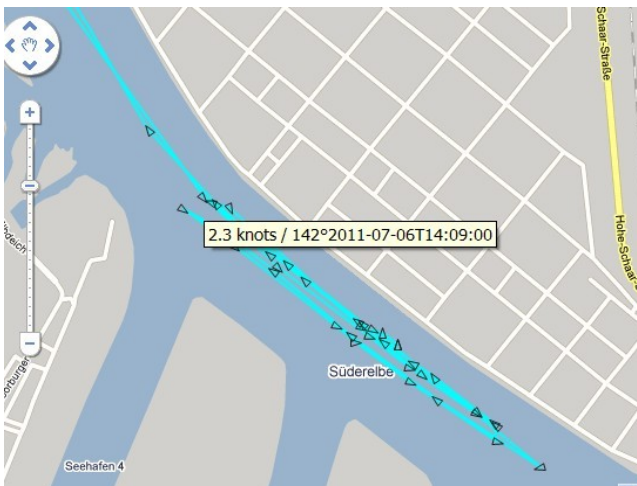 Schaar-Straße
2.3 knots / 142°2011-07-06T14:09:00
Hohe-Schaar-
Süderelbe
Seehafen 4